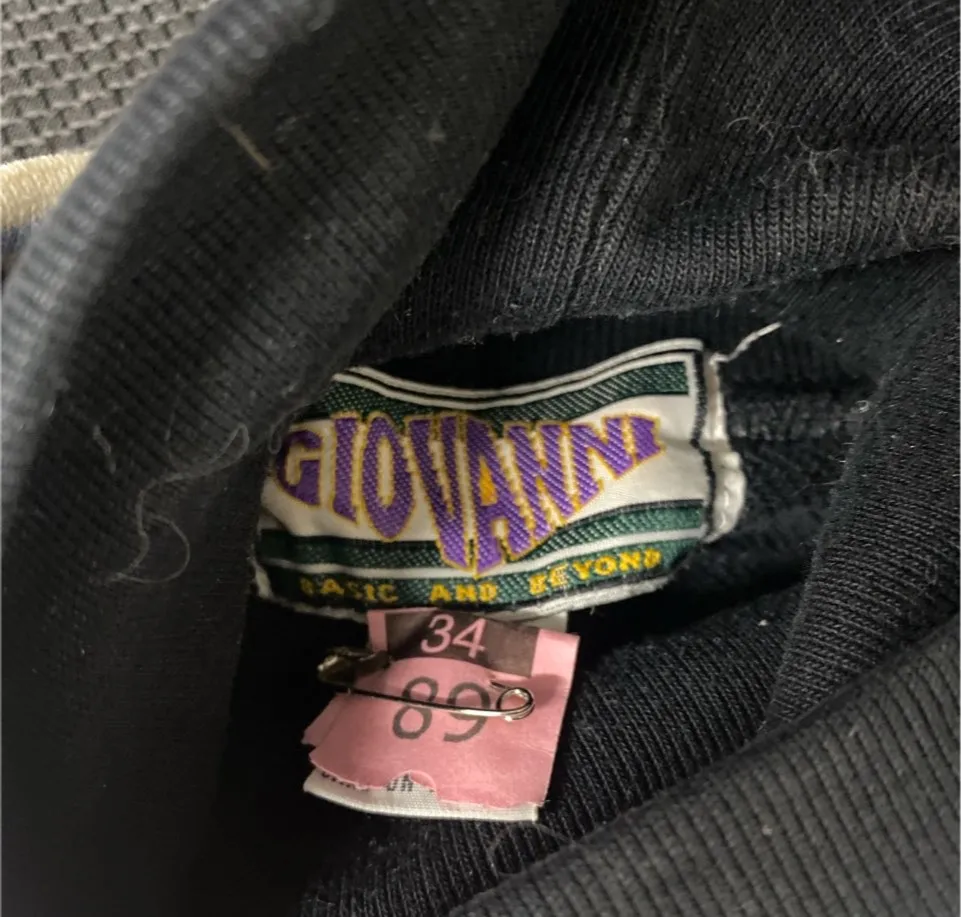 GIOVANNI
BASIC AND BEYOND
34
89